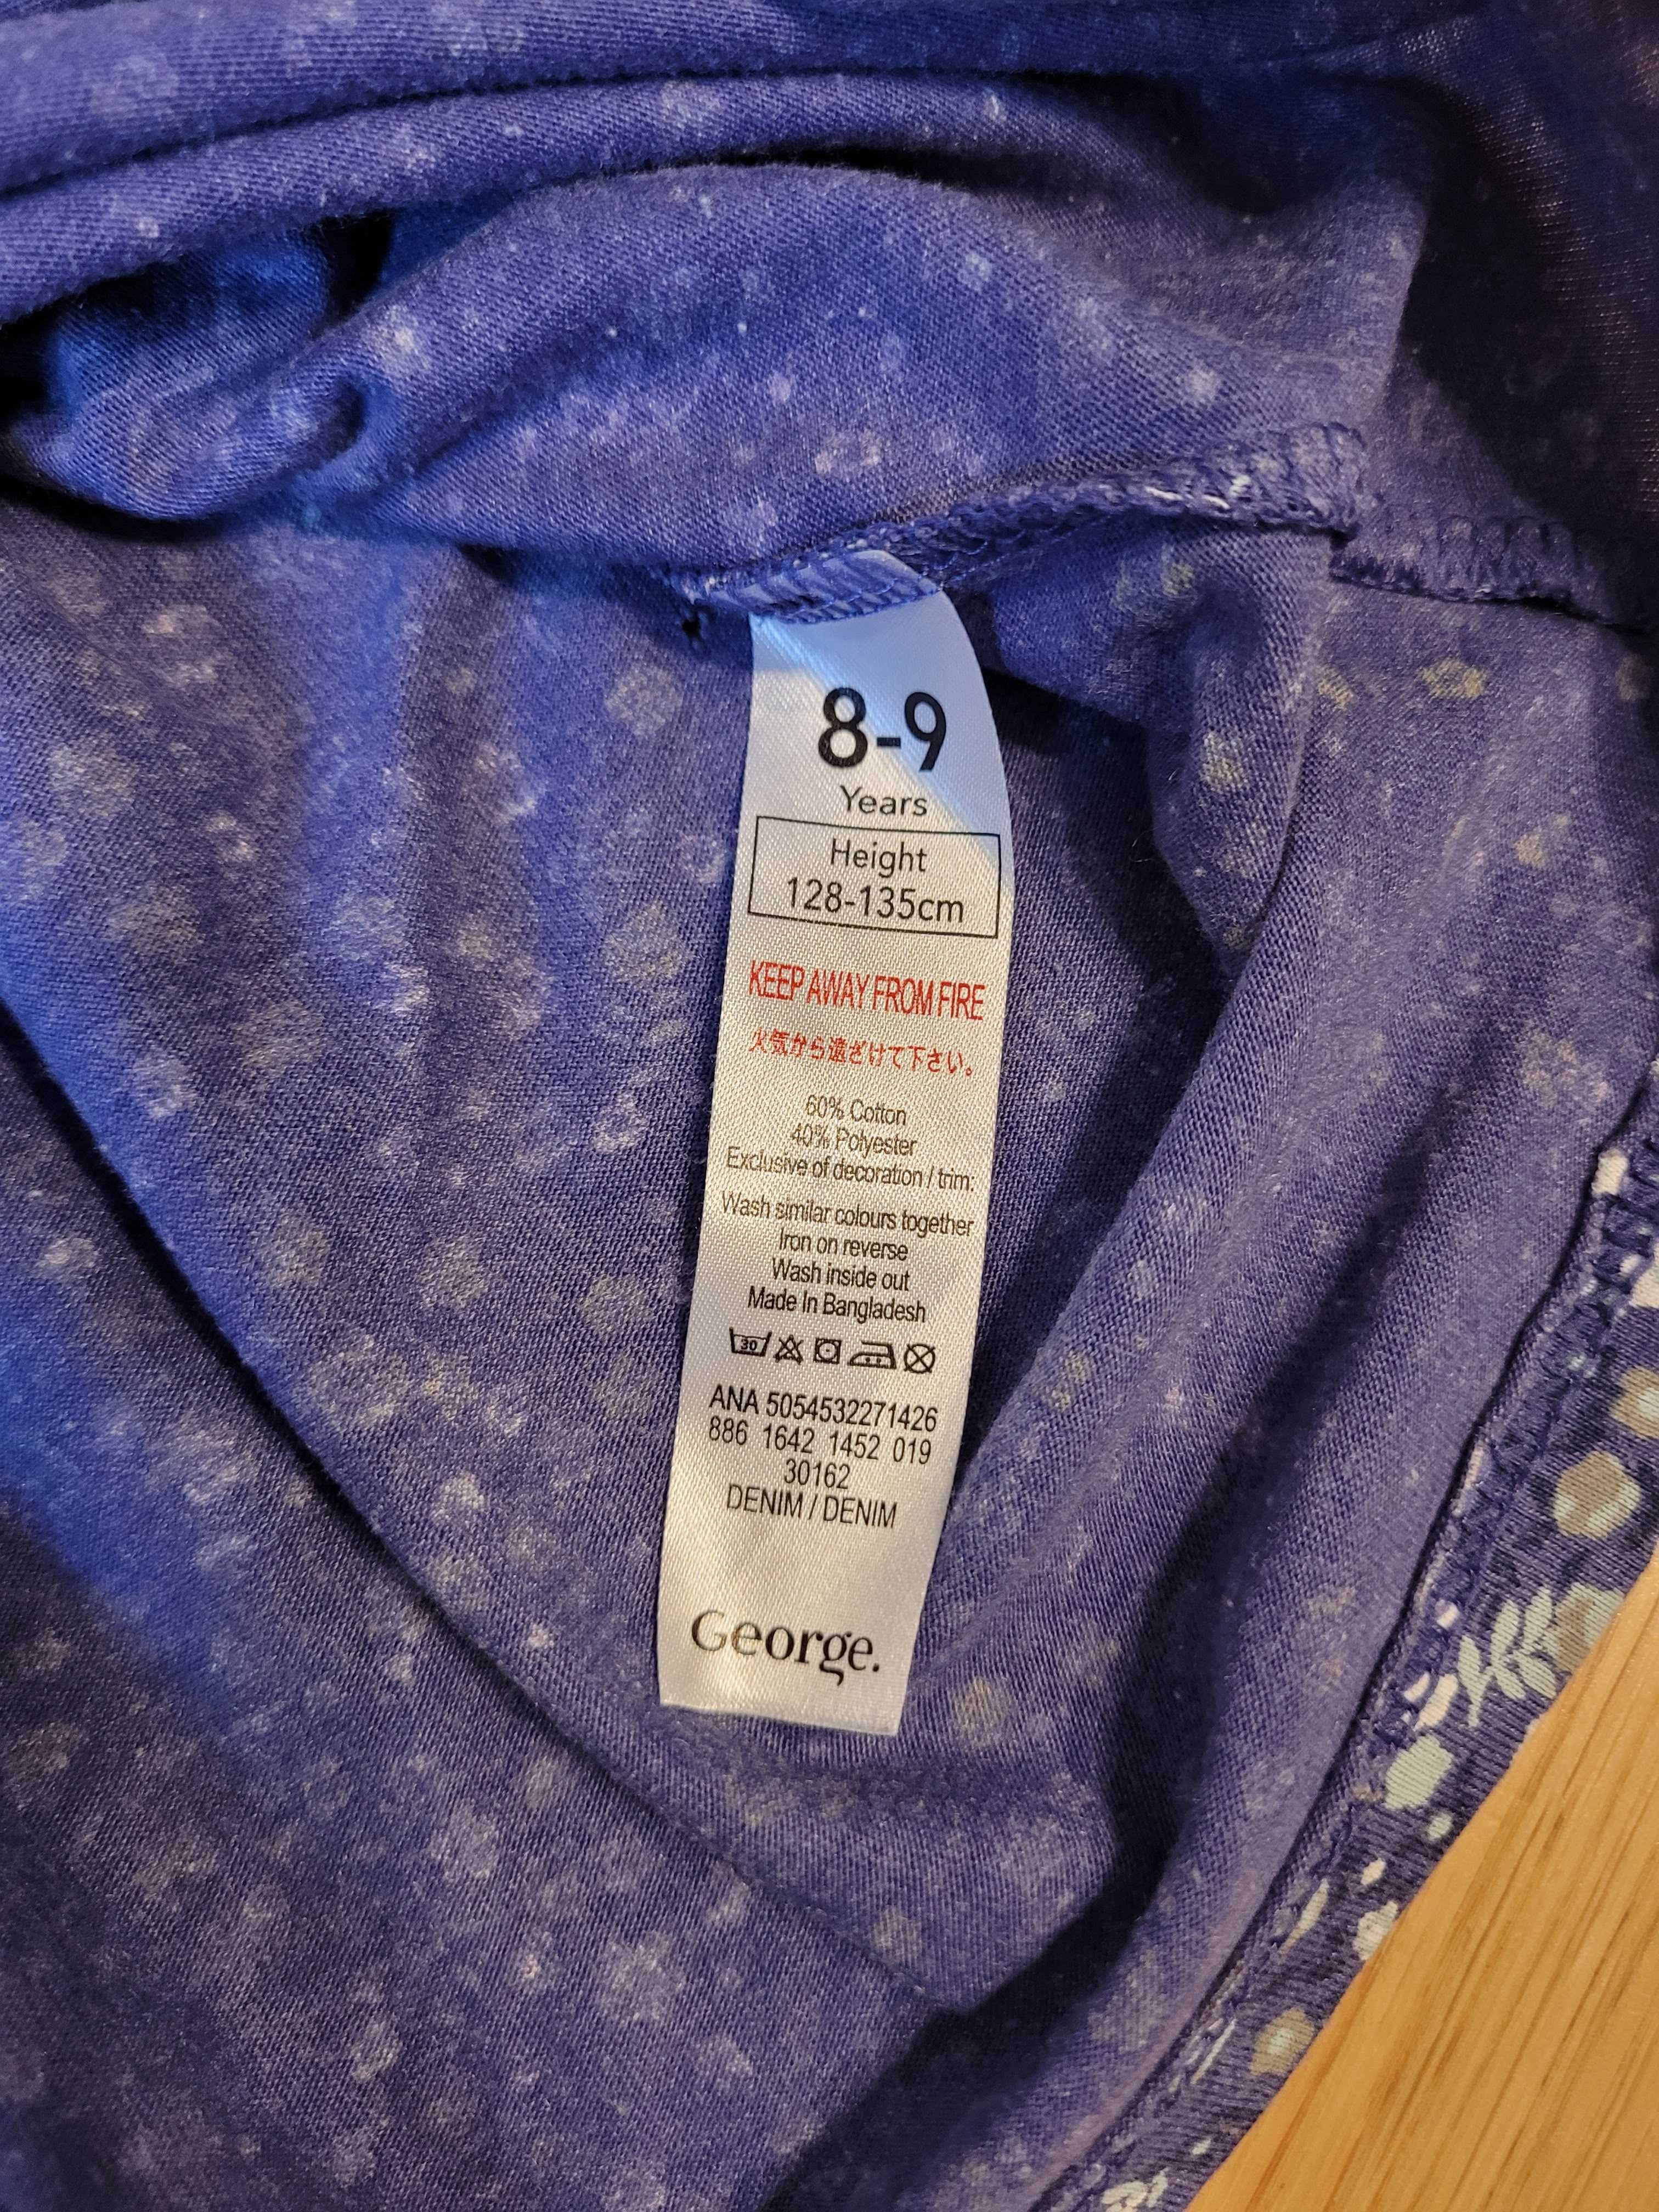 8-9
Years
Height
128-135cm
KEEP AWAY FROM FIRE
火気から遠ざけて下さい。
60% Cotton
40% Polyester
Exclusive of decoration / trim:
Wash similar colours together
Iron on reverse
Wash inside out
Made In Bangladesh
30
ANA 5054532271426
886 1642 1452 019
30162
DENIM / DENIM
George.